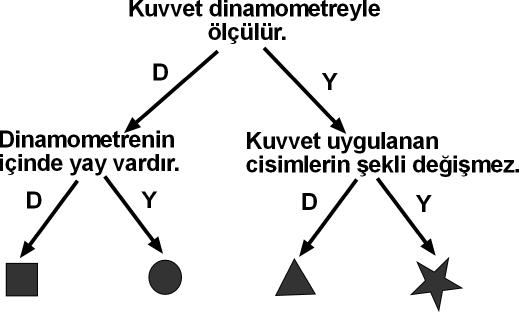 Kuvvet dinamometreyle
ölçülür.
D
Y
Dinamometrenin
içinde yay vardır.
Kuvvet uygulanan
cisimlerin şekli değişmez.
D
Y
D
Y